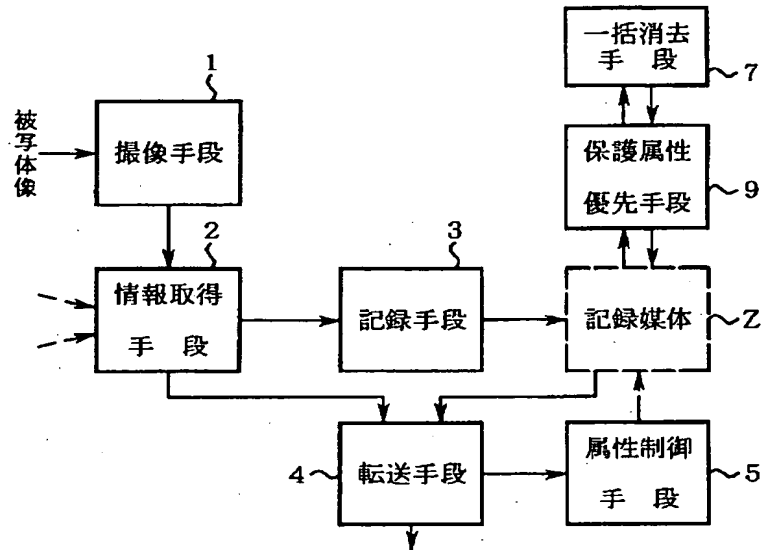 一括消去
手 段
7
1
被写体像
撮像手段
保護属性
優先手段
9
2
情報取得
手 段
3
記録手段
記録媒体
Z
4
転送手段
属性制御
手 段
5